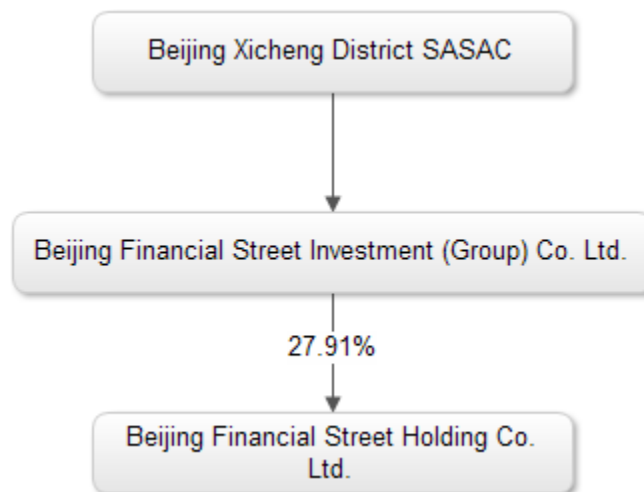 Beijing Xicheng District SASAC
Beijing Financial Street Investment (Group) Co. Ltd.
27.91%
Beijing Financial Street Holding Co.
Ltd.